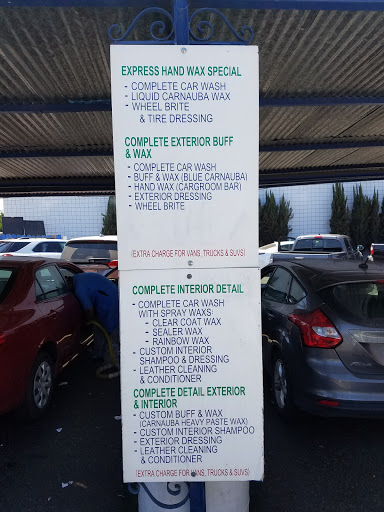 EXPRESS HAND WAX SPECIAL
- COMPLETE CAR WASH
- LIQUID CARNAUBA WAX
- WHEEL BRITE
& TIRE DRESSING
COMPLETE EXTERIOR BUFF
& WAX
- COMPLETE CAR WASH
- BUFF & WAX (BLUE CARNAUBA)
- HAND WAX (CARGROOM BAR)
- EXTERIOR DRESSING
- WHEEL BRITE
(EXTRA CHARGE FOR VANS, TRUCKS & SUVS)
COMPLETE INTERIOR DETAIL
- COMPLETE CAR WASH
WITH SPRAY WAXS:
- CLEAR COAT WAX
- SEALER WAX
- RAINBOW WAX
- CUSTOM INTERIOR
SHAMPOO & DRESSING
- LEATHER CLEANING
& CONDITIONER
COMPLETE DETAIL EXTERIOR
& INTERIOR
- CUSTOM BUFF & WAX
(CARNAUBA HEAVY PASTE WAX)
- CUSTOM INTERIOR SHAMPOO
- EXTERIOR DRESSING
- LEATHER CLEANING
& CONDITIONER
(EXTRA CHARGE FOR VANS, TRUCKS & SUVS)